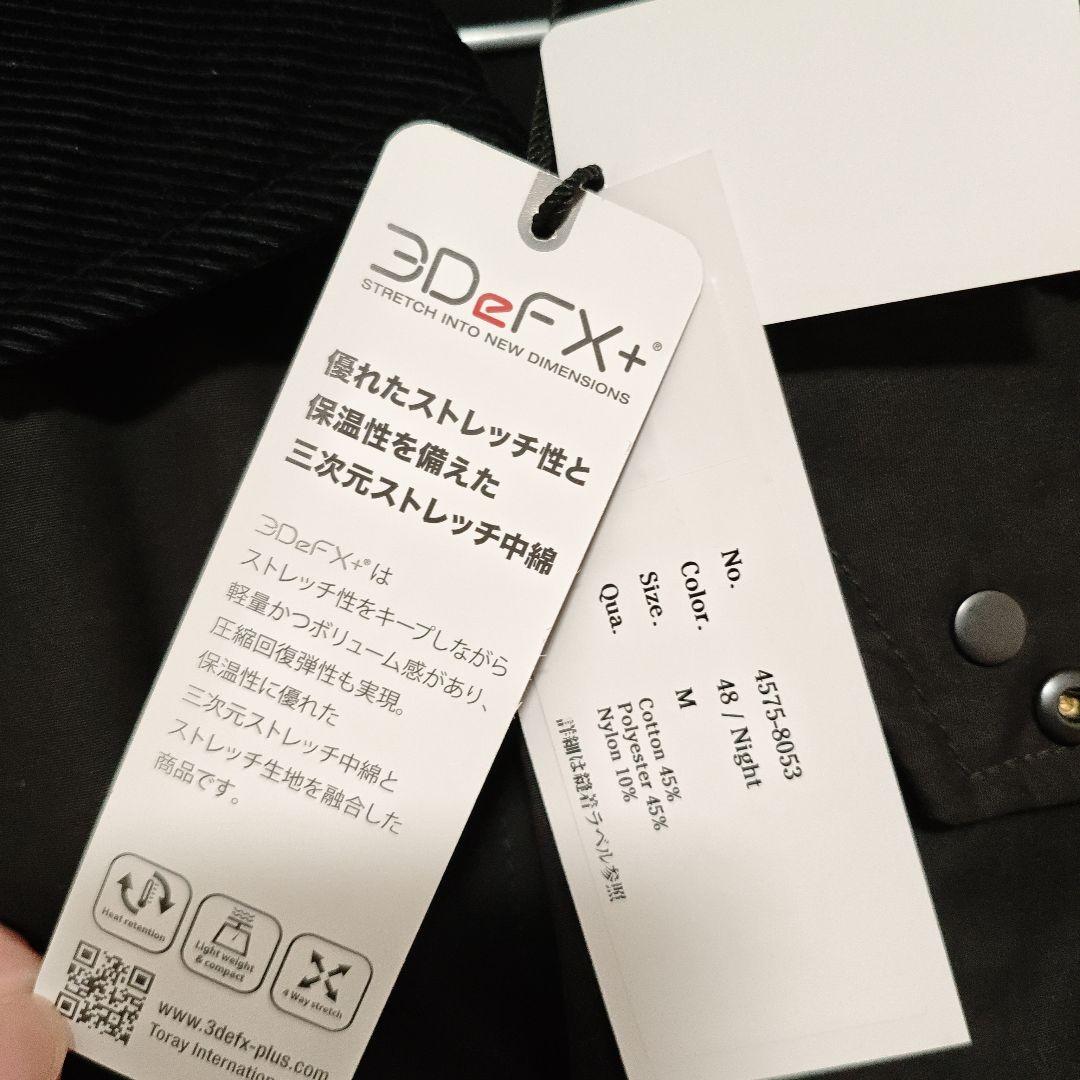 3DeFX+®
STRETCH INTO NEW DIMENSIONS
優れたストレッチ性と
保温性を備えた
三次元ストレッチ中綿
3DeFX+®は
ストレッチ性をキープしながら
軽量かつボリューム感があり、
圧縮回復弾性も実現。
保温性に優れた
三次元ストレッチ中綿と
ストレッチ生地を融合した
商品です。
Heat retention
Light weight
& compact
4 Way stretch
www.3defx-plus.com
Toray Internation
No. 4575-8053
Color. 48 / Night
Size. M
Qua. Cotton 45%
Polyester 45%
Nylon 10%
詳細は縫着ラベル参照